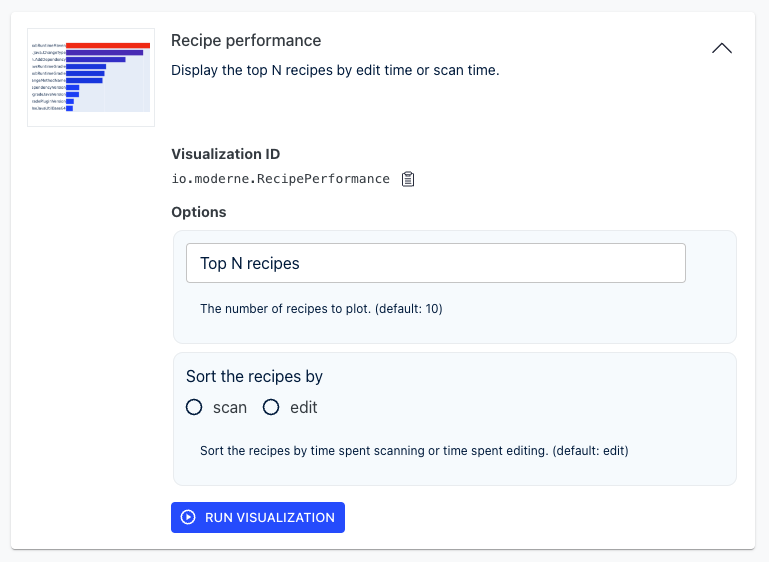 Recipe performance
Display the top N recipes by edit time or scan time.
Visualization ID
io.moderne.RecipePerformance
Options
Top N recipes
The number of recipes to plot. (default: 10)
Sort the recipes by
scan edit
Sort the recipes by time spent scanning or time spent editing. (default: edit)
RUN VISUALIZATION